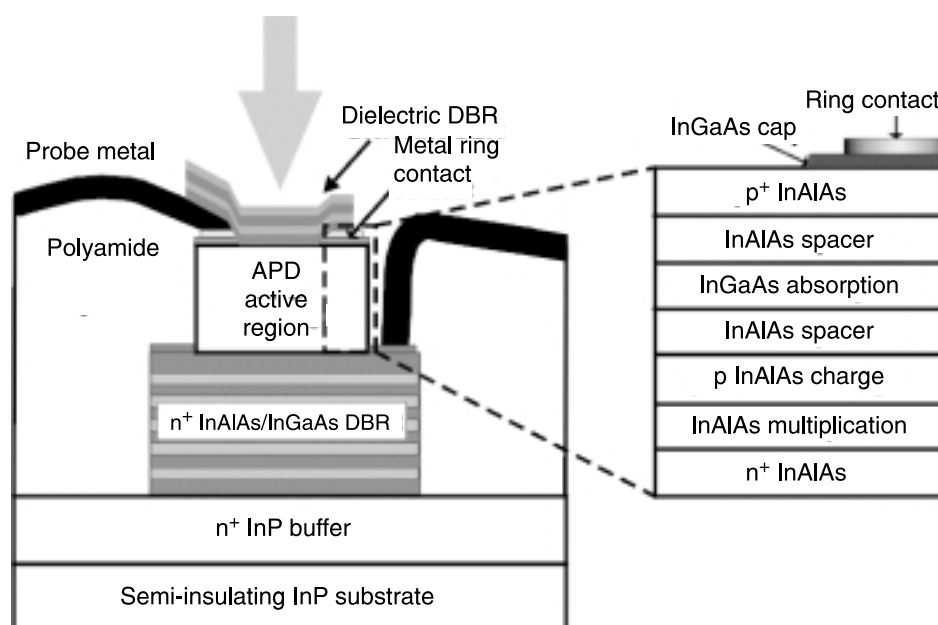 Dielectric DBR
Metal ring
contact
Probe metal
Polyamide
APD
active
region
n+ InAlAs/InGaAs DBR
n+ InP buffer
Semi-insulating InP substrate
Ring contact
InGaAs cap
p+ InAlAs
InAlAs spacer
InGaAs absorption
InAlAs spacer
p InAlAs charge
InAlAs multiplication
n+ InAlAs